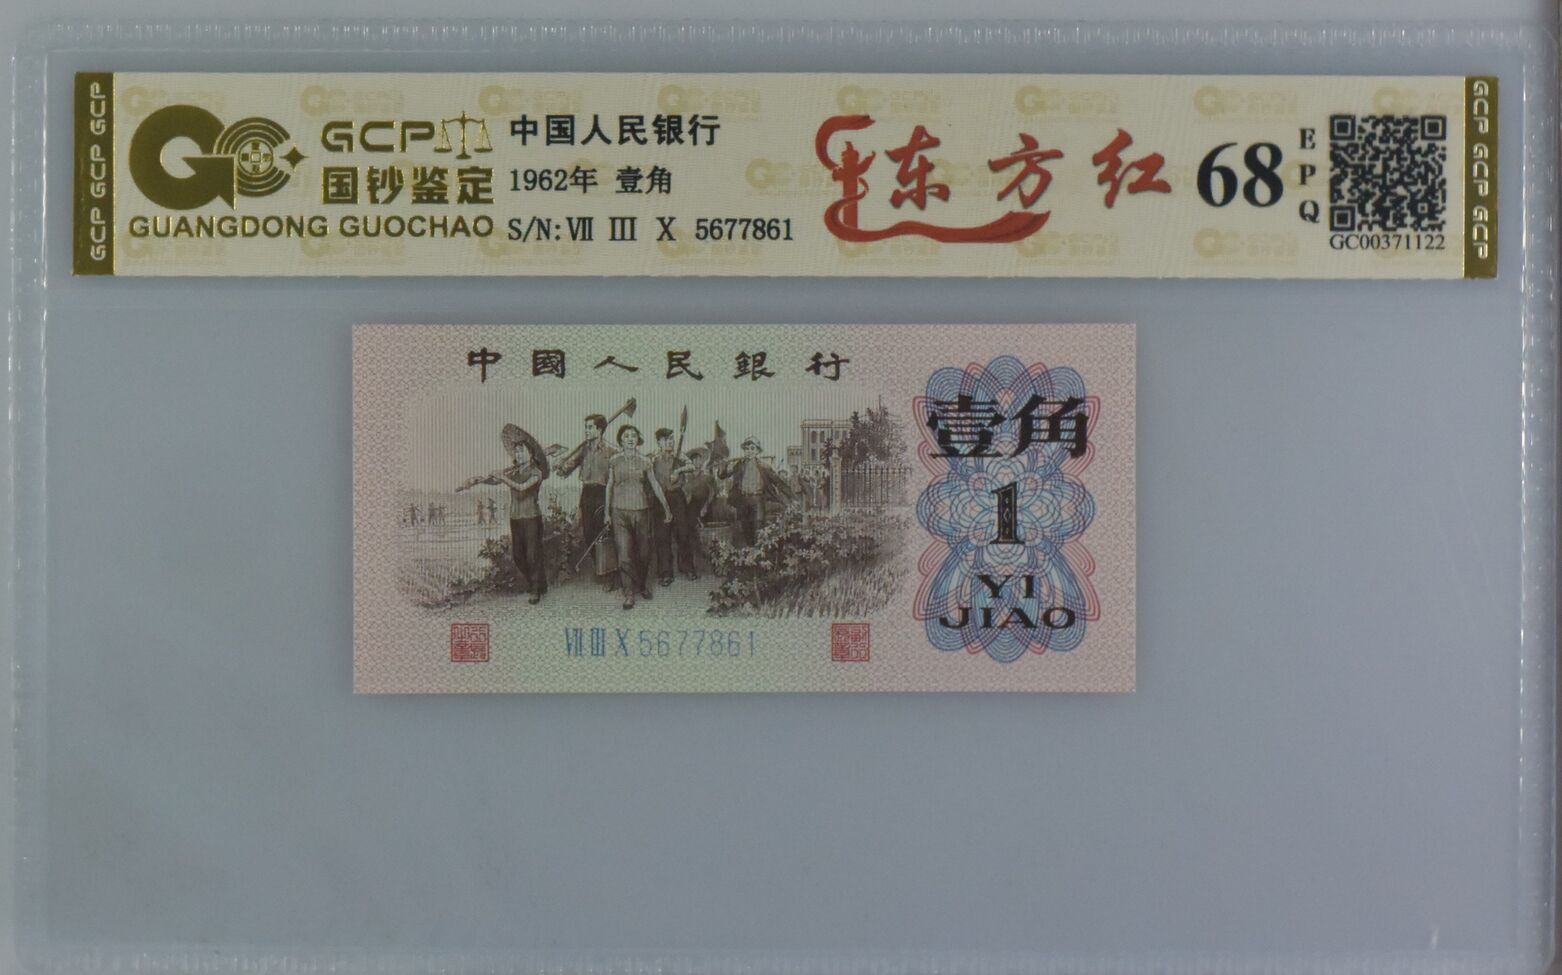 GCP GCP GCP
GCP
国钞鉴定
GUANGDONG GUOCHAO
中国人民银行
1962年 壹角
S/N: Ⅶ Ⅲ Ⅹ 5677861
东方红
68
EPQ
GC00371122
GCP GCP GCP
中國人民銀行
壹角
1
YI
JIAO
Ⅶ Ⅲ Ⅹ 5677861